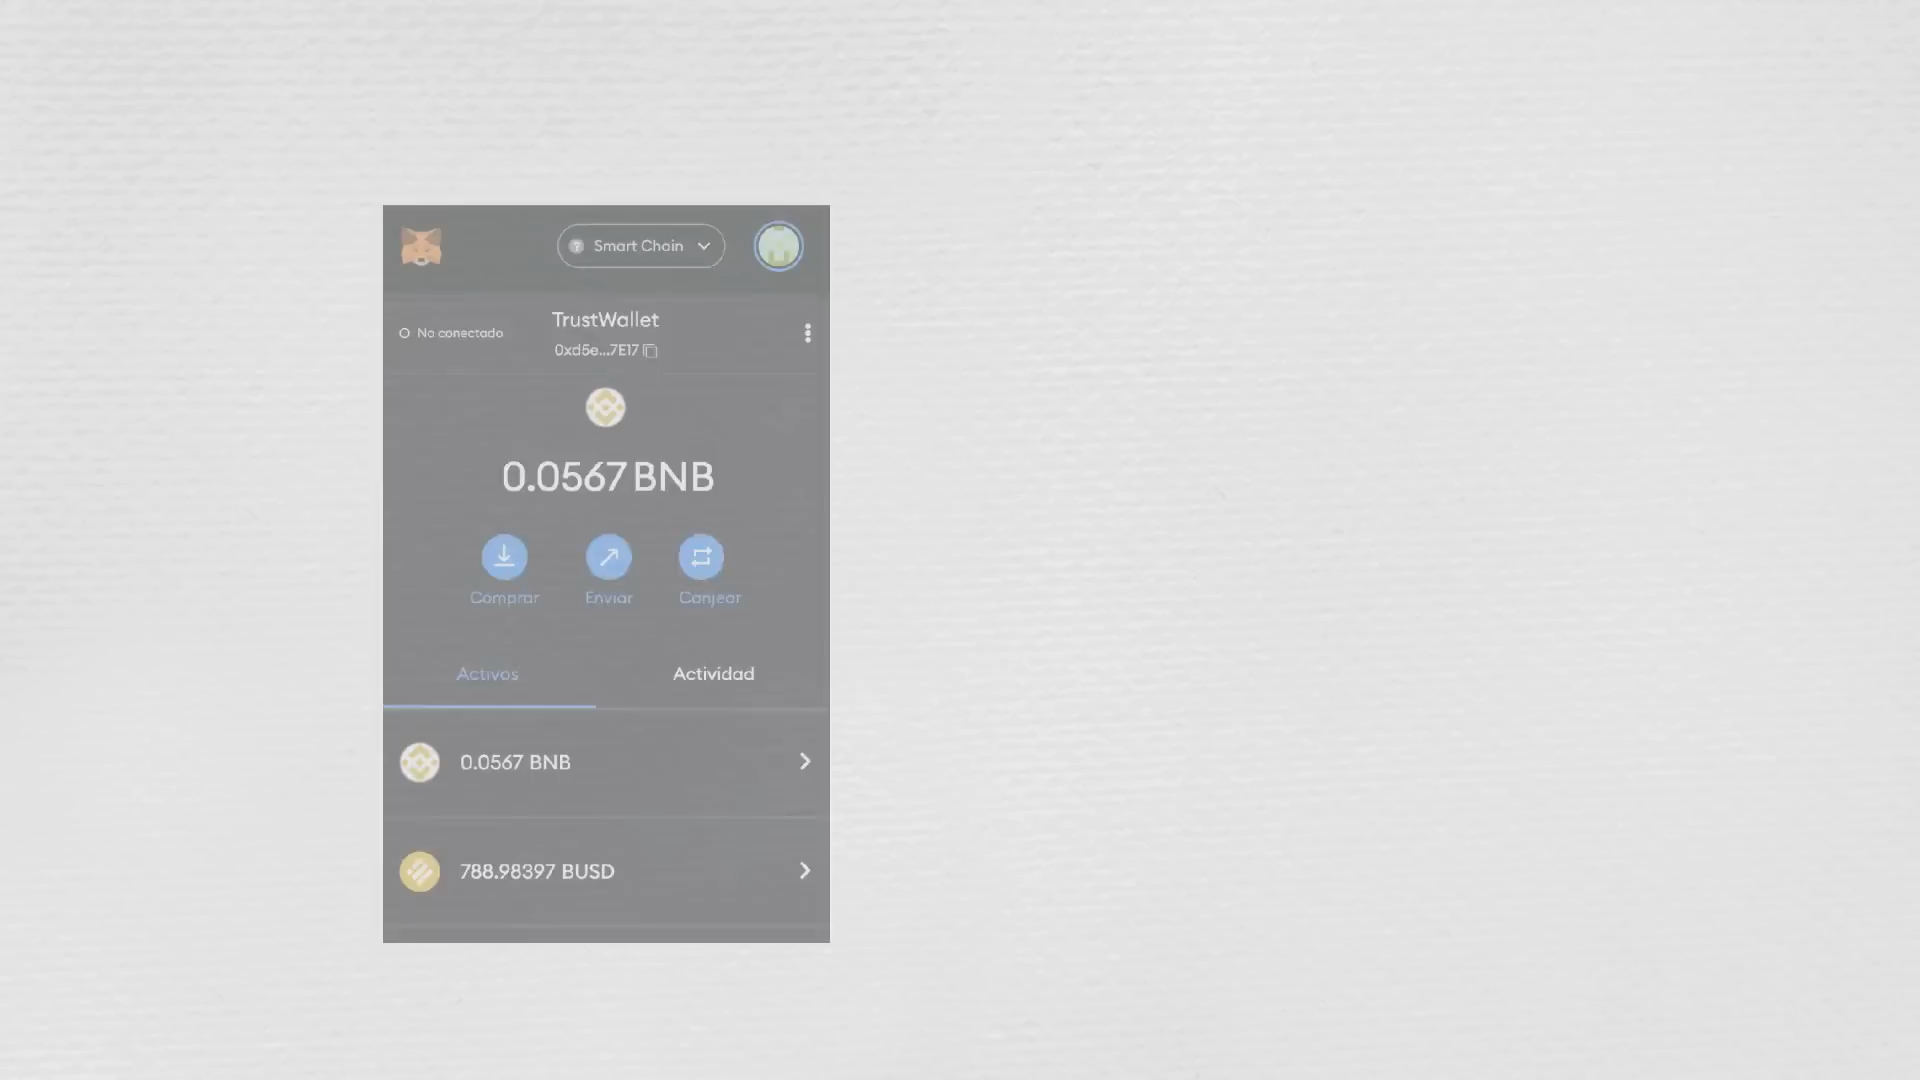 Smart Chain
No conectado
TrustWallet
0xd5e...7E17
0.0567 BNB
Comprar
Enviar
Canjear
Activos
Actividad
0.0567 BNB
788.98397 BUSD